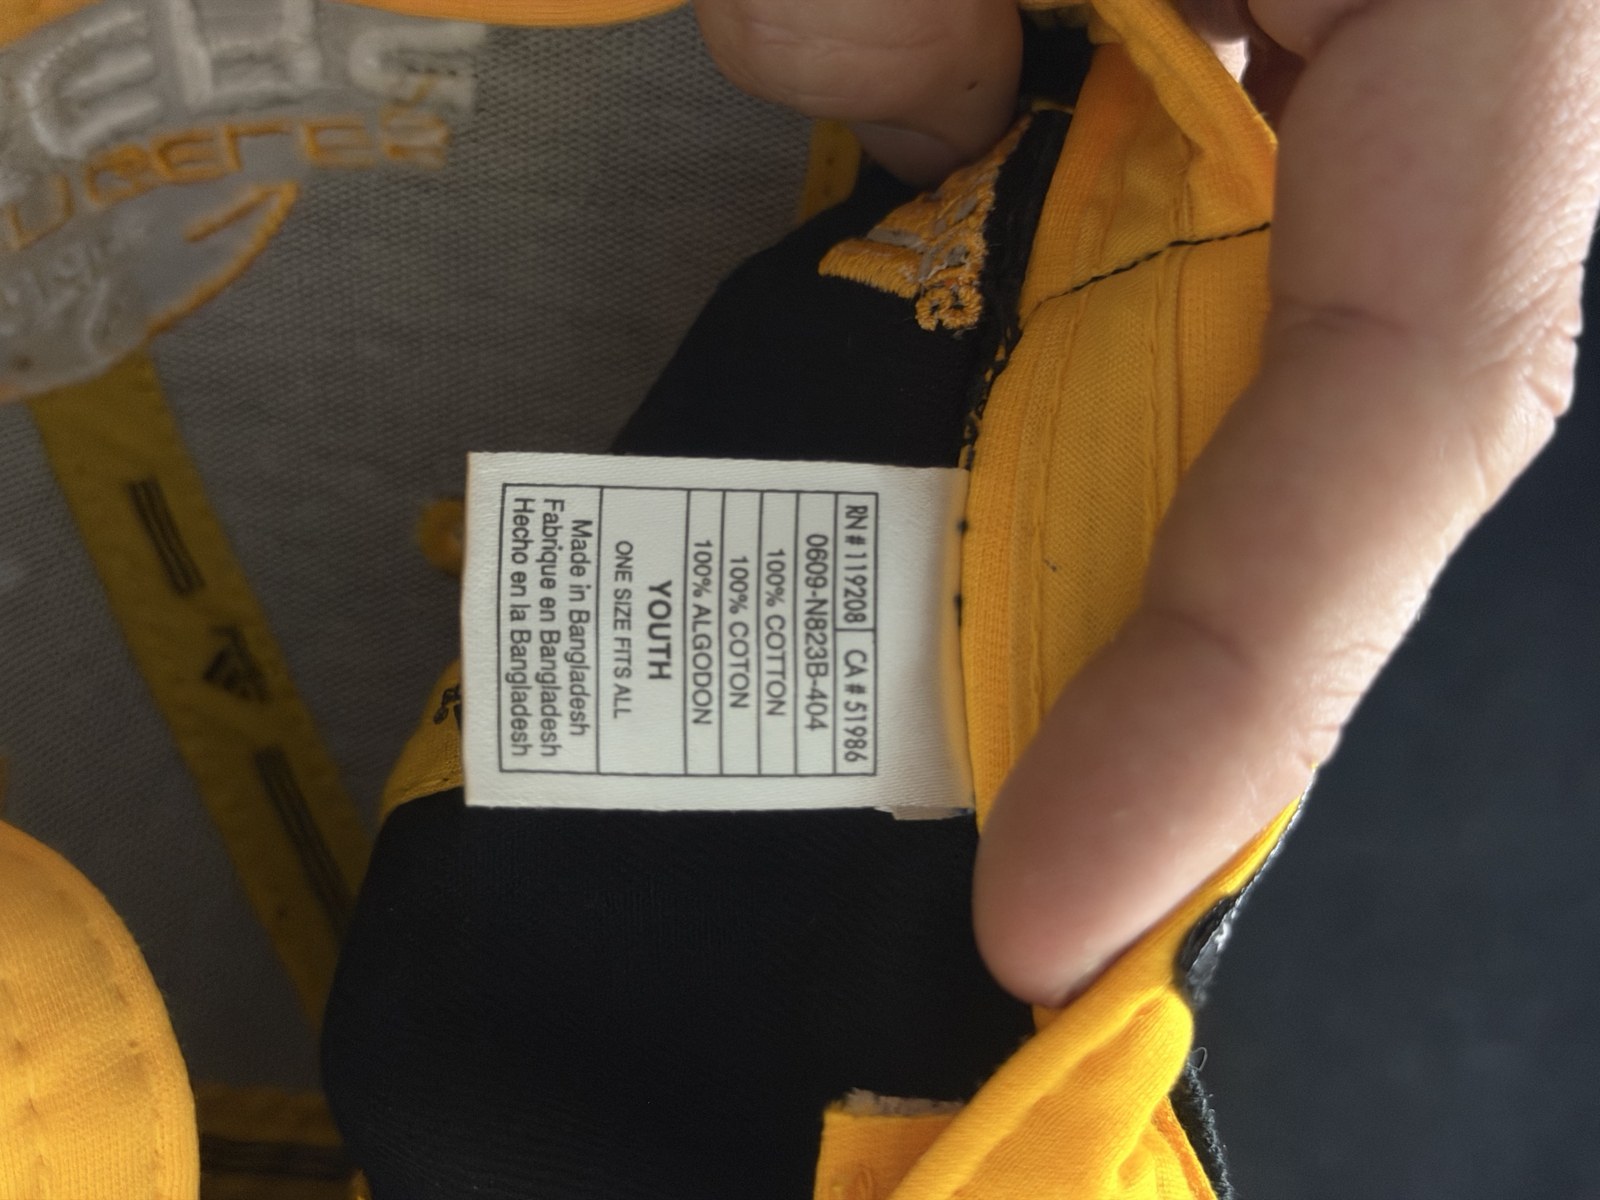 RN # 119208 CA # 51986
0609-N823B-404
100% COTTON
100% COTON
100% ALGODON
YOUTH
ONE SIZE FITS ALL
Made in Bangladesh
Fabrique en Bangladesh
Hecho en la Bangladesh